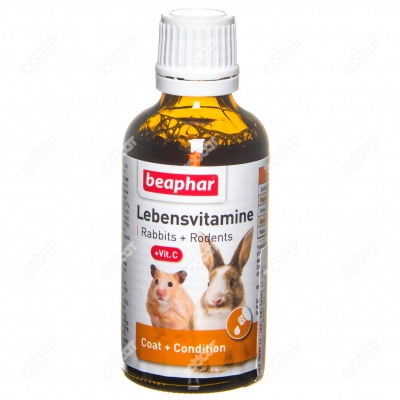 beaphar
Lebensvitamine
Rabbits + Rodents
+Vit. C
Coat + Condition